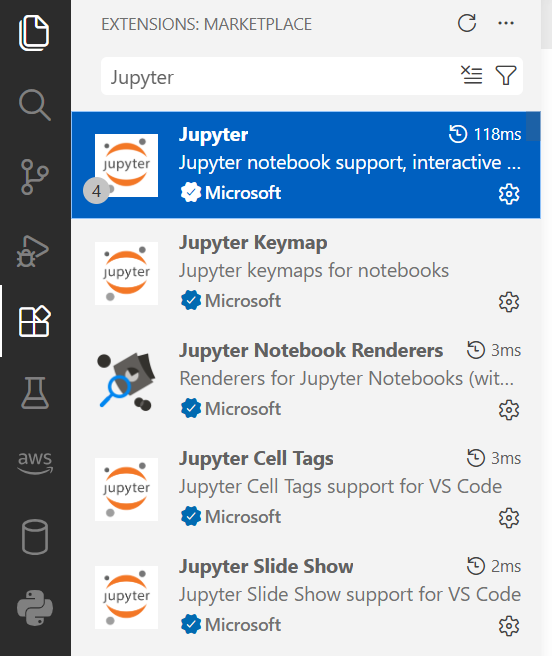 EXTENSIONS: MARKETPLACE
Jupyter
Jupyter 118ms
jupyter
Jupyter notebook support, interactive ...
4
Microsoft
Jupyter Keymap
jupyter
Jupyter keymaps for notebooks
Microsoft
Jupyter Notebook Renderers 3ms
Renderers for Jupyter Notebooks (wit...
Microsoft
Jupyter Cell Tags 3ms
jupyter
Jupyter Cell Tags support for VS Code
aws
Microsoft
Jupyter Slide Show 2ms
jupyter
Jupyter Slide Show support for VS Code
Microsoft